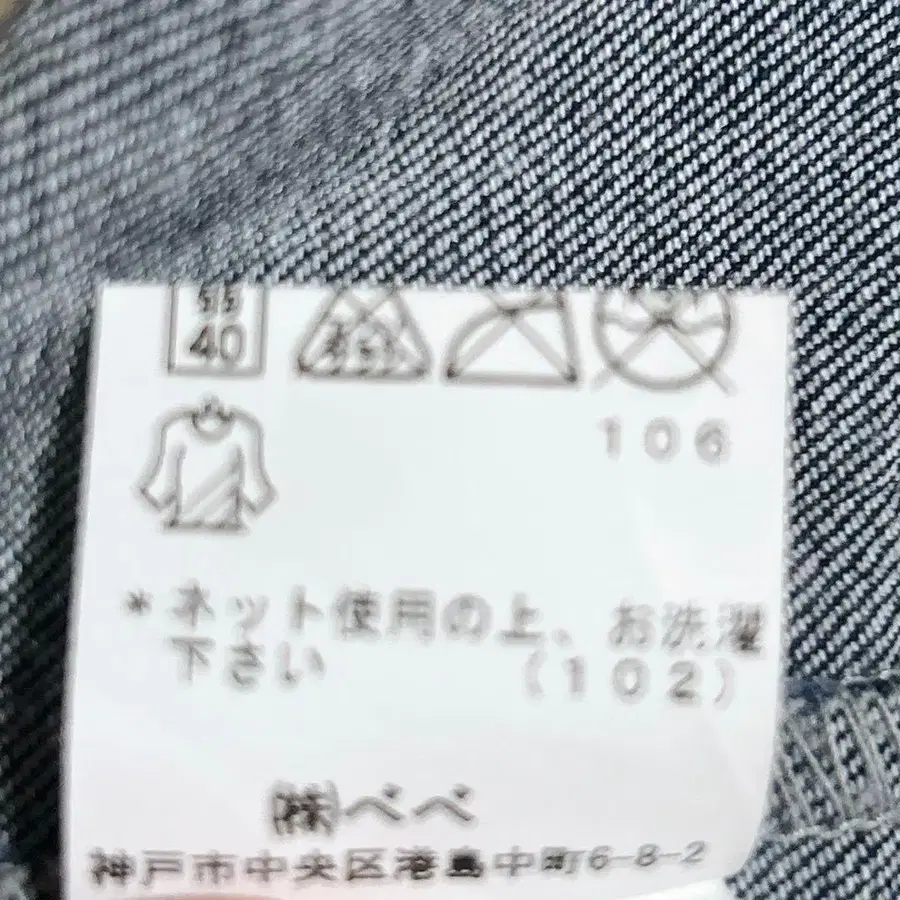 40
106
*ネット使用の上、お洗濯
下さい (102)
㈱べべ
神戸市中央区港島中町6-8-2